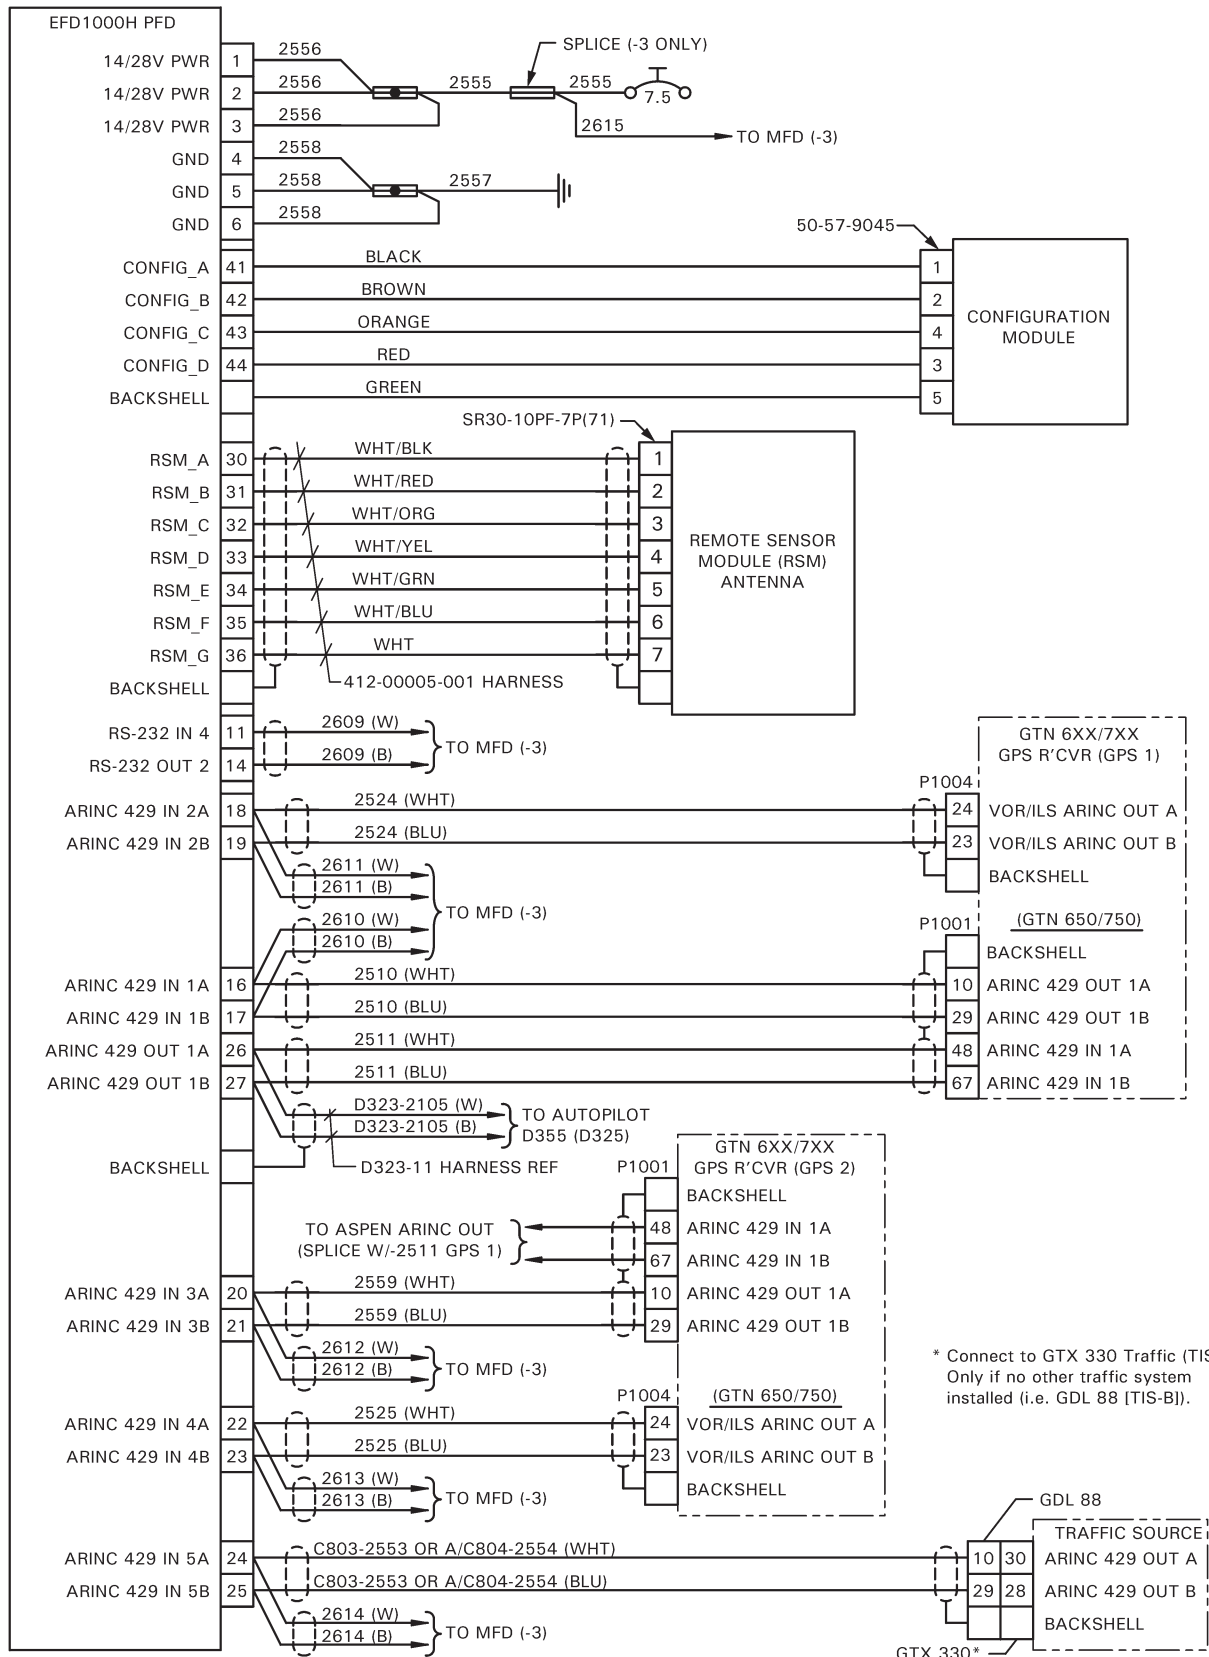 EFD1000H PFD
14/28V PWR 1 2556
SPLICE (-3 ONLY)
14/28V PWR 2 2556 2555 2555 7.5
14/28V PWR 3 2556
2615 TO MFD (-3)
GND 4 2558
GND 5 2558 2557
GND 6 2558
50-57-9045
CONFIG_A 41 BLACK 1
CONFIG_B 42 BROWN 2
CONFIG_C 43 ORANGE 4
CONFIG_D 44 RED 3
BACKSHELL GREEN 5
CONFIGURATION
MODULE
SR30-10PF-7P(71)
RSM_A 30 WHT/BLK 1
RSM_B 31 WHT/RED 2
RSM_C 32 WHT/ORG 3
RSM_D 33 WHT/YEL 4
RSM_E 34 WHT/GRN 5
RSM_F 35 WHT/BLU 6
RSM_G 36 WHT 7
BACKSHELL
412-00005-001 HARNESS
REMOTE SENSOR
MODULE (RSM)
ANTENNA
RS-232 IN 4 11 2609 (W)
RS-232 OUT 2 14 2609 (B)
TO MFD (-3)
GTN 6XX/7XX
GPS R'CVR (GPS 1)
P1004
ARINC 429 IN 2A 18 2524 (WHT) 24 VOR/ILS ARINC OUT A
ARINC 429 IN 2B 19 2524 (BLU) 23 VOR/ILS ARINC OUT B
BACKSHELL
2611 (W)
2611 (B)
TO MFD (-3)
2610 (W)
2610 (B)
P1001 (GTN 650/750)
BACKSHELL
ARINC 429 IN 1A 16 2510 (WHT) 10 ARINC 429 OUT 1A
ARINC 429 IN 1B 17 2510 (BLU) 29 ARINC 429 OUT 1B
ARINC 429 OUT 1A 26 2511 (WHT) 48 ARINC 429 IN 1A
ARINC 429 OUT 1B 27 2511 (BLU) 67 ARINC 429 IN 1B
D323-2105 (W)
D323-2105 (B)
TO AUTOPILOT
D355 (D325)
BACKSHELL
D323-11 HARNESS REF
GTN 6XX/7XX
GPS R'CVR (GPS 2)
P1001
BACKSHELL
TO ASPEN ARINC OUT
(SPLICE W/-2511 GPS 1)
48 ARINC 429 IN 1A
67 ARINC 429 IN 1B
ARINC 429 IN 3A 20 2559 (WHT) 10 ARINC 429 OUT 1A
ARINC 429 IN 3B 21 2559 (BLU) 29 ARINC 429 OUT 1B
2612 (W)
2612 (B)
TO MFD (-3)
* Connect to GTX 330 Traffic (TIS
Only if no other traffic system
installed (i.e. GDL 88 [TIS-B]).
P1004 (GTN 650/750)
ARINC 429 IN 4A 22 2525 (WHT) 24 VOR/ILS ARINC OUT A
ARINC 429 IN 4B 23 2525 (BLU) 23 VOR/ILS ARINC OUT B
BACKSHELL
2613 (W)
2613 (B)
TO MFD (-3)
GDL 88
TRAFFIC SOURCE
ARINC 429 IN 5A 24 C803-2553 OR A/C804-2554 (WHT) 10 30 ARINC 429 OUT A
ARINC 429 IN 5B 25 C803-2553 OR A/C804-2554 (BLU) 29 28 ARINC 429 OUT B
BACKSHELL
2614 (W)
2614 (B)
TO MFD (-3)
GTX 330*